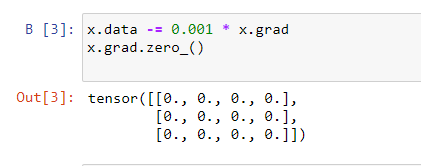 B [3]: x.data -= 0.001 * x.grad
x.grad.zero_()
Out[3]: tensor([[0., 0., 0., 0.],
[0., 0., 0., 0.],
[0., 0., 0., 0.]])